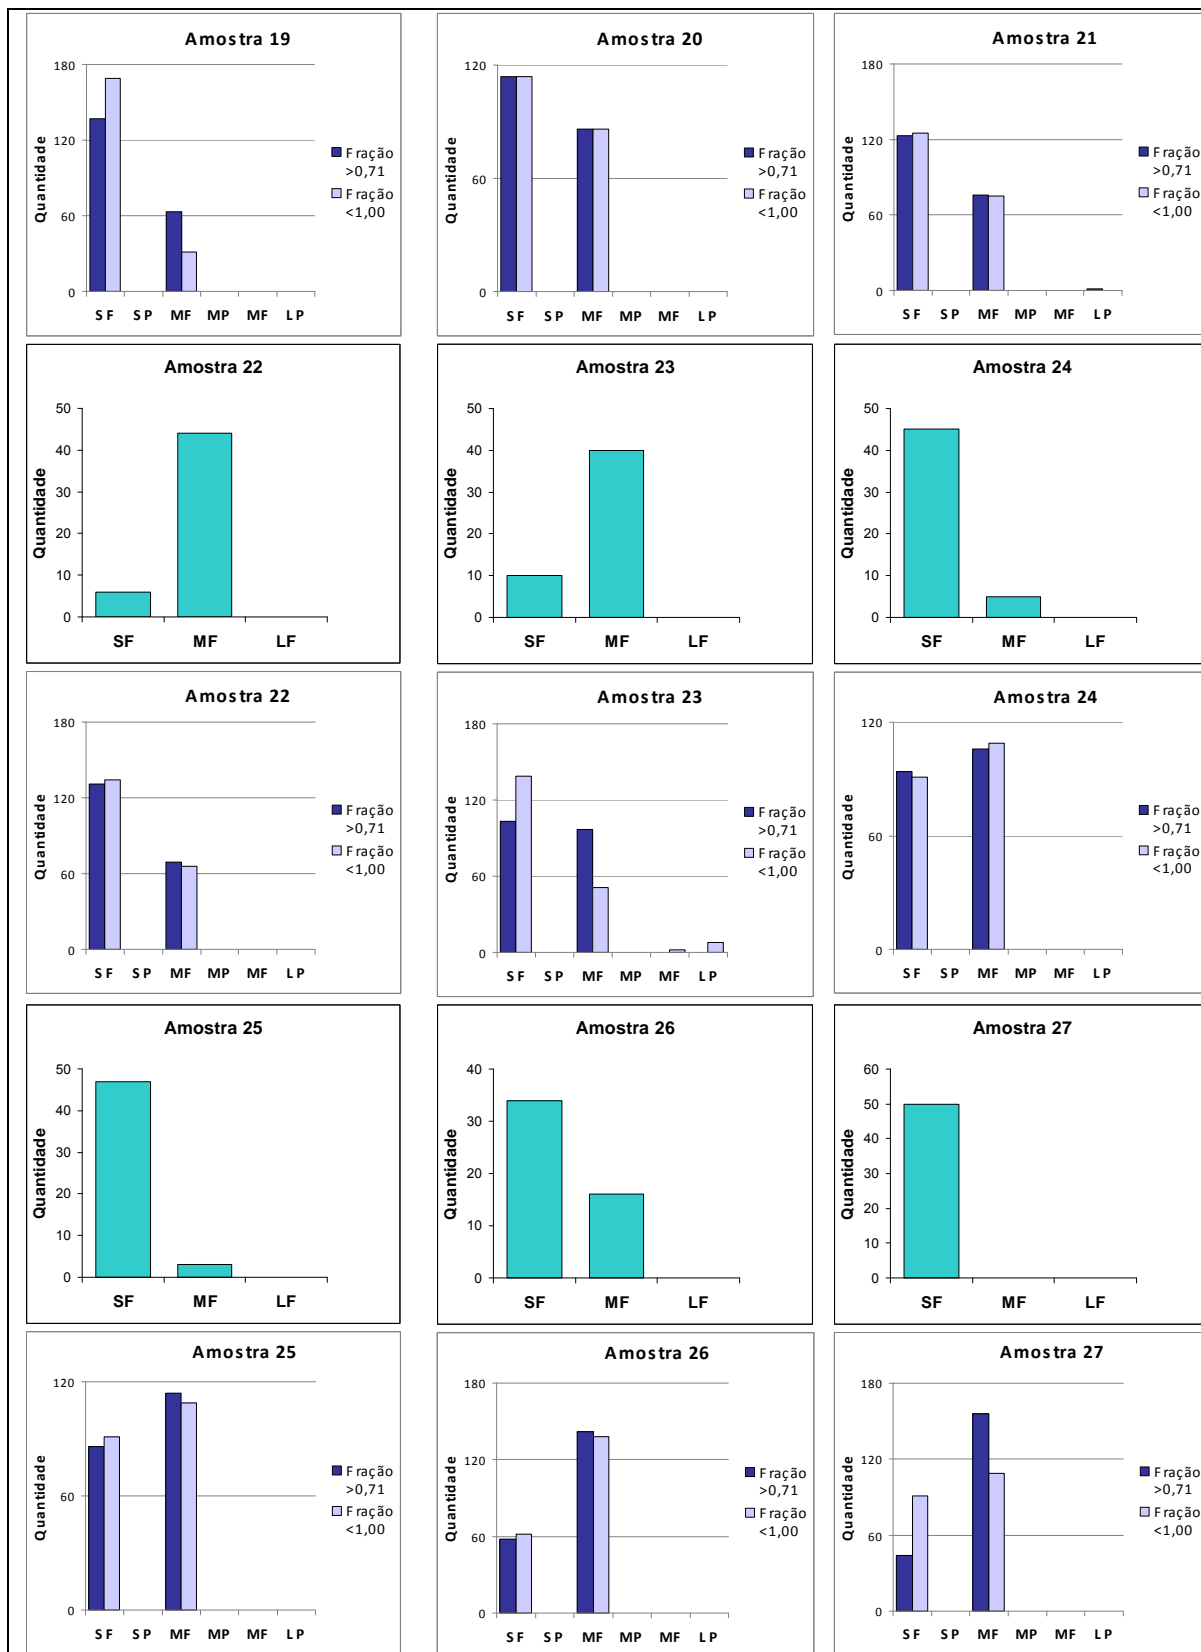 Amostra 19
Quantidade
180
120
60
0
SF SP MF MP MF LP
Fração
>0,71
Fração
<1,00
Amostra 20
Quantidade
120
60
0
SF SP MF MP MF LP
Fração
>0,71
Fração
<1,00
Amostra 21
Quantidade
180
120
60
0
SF SP MF MP MF LP
Fração
>0,71
Fração
<1,00
Amostra 22
Quantidade
50
40
30
20
10
0
SF MF LF
Amostra 23
Quantidade
50
40
30
20
10
0
SF MF LF
Amostra 24
Quantidade
50
40
30
20
10
0
SF MF LF
Amostra 22
Quantidade
180
120
60
0
SF SP MF MP MF LP
Fração
>0,71
Fração
<1,00
Amostra 23
Quantidade
180
120
60
0
SF SP MF MP MF LP
Fração
>0,71
Fração
<1,00
Amostra 24
Quantidade
120
60
0
SF SP MF MP MF LP
Fração
>0,71
Fração
<1,00
Amostra 25
Quantidade
50
40
30
20
10
0
SF MF LF
Amostra 26
Quantidade
40
30
20
10
0
SF MF LF
Amostra 27
Quantidade
60
50
40
30
20
10
0
SF MF LF
Amostra 25
Quantidade
120
60
0
SF SP MF MP MF LP
Fração
>0,71
Fração
<1,00
Amostra 26
Quantidade
180
120
60
0
SF SP MF MP MF LP
Fração
>0,71
Fração
<1,00
Amostra 27
Quantidade
180
120
60
0
SF SP MF MP MF LP
Fração
>0,71
Fração
<1,00